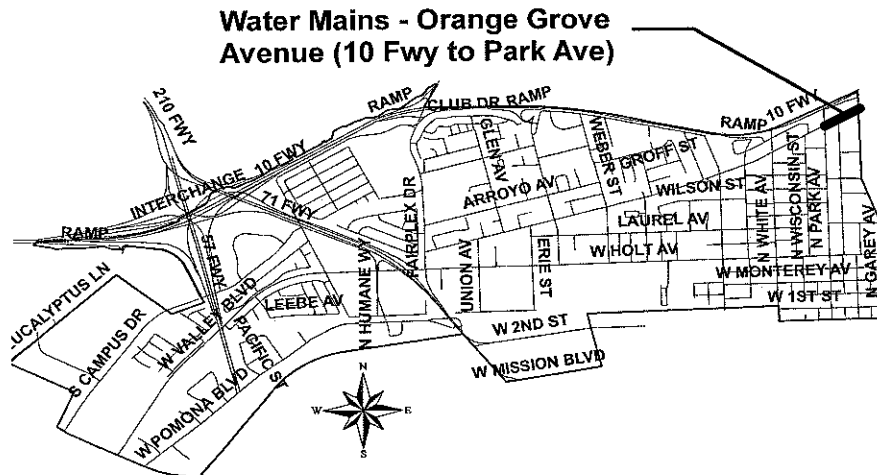 Water Mains - Orange Grove
Avenue (10 Fwy to Park Ave)
210 FWY
RAMP
CLUB DR
RAMP
RAMP
10 FWY
10 FWY
INTERCHANGE
71 FWY
RAMP
57 FWY
GLEN AV
WEBER ST
GROFF ST
ARROYO AV
WILSON ST
FAIRPLEX DR
LAUREL AV
W HOLT AV
N WHITE AV
N WISCONSIN ST
N PARK AV
N GAREY AV
UNION AV
ERIE ST
W MONTEREY AV
W 1ST ST
N HUMANE WY
EUCALYPTUS LN
S CAMPUS DR
W VALLEY BLVD
LEEBE AV
PACIFIC ST
W POMONA BLVD
W 2ND ST
W MISSION BLVD
N
W
E
S